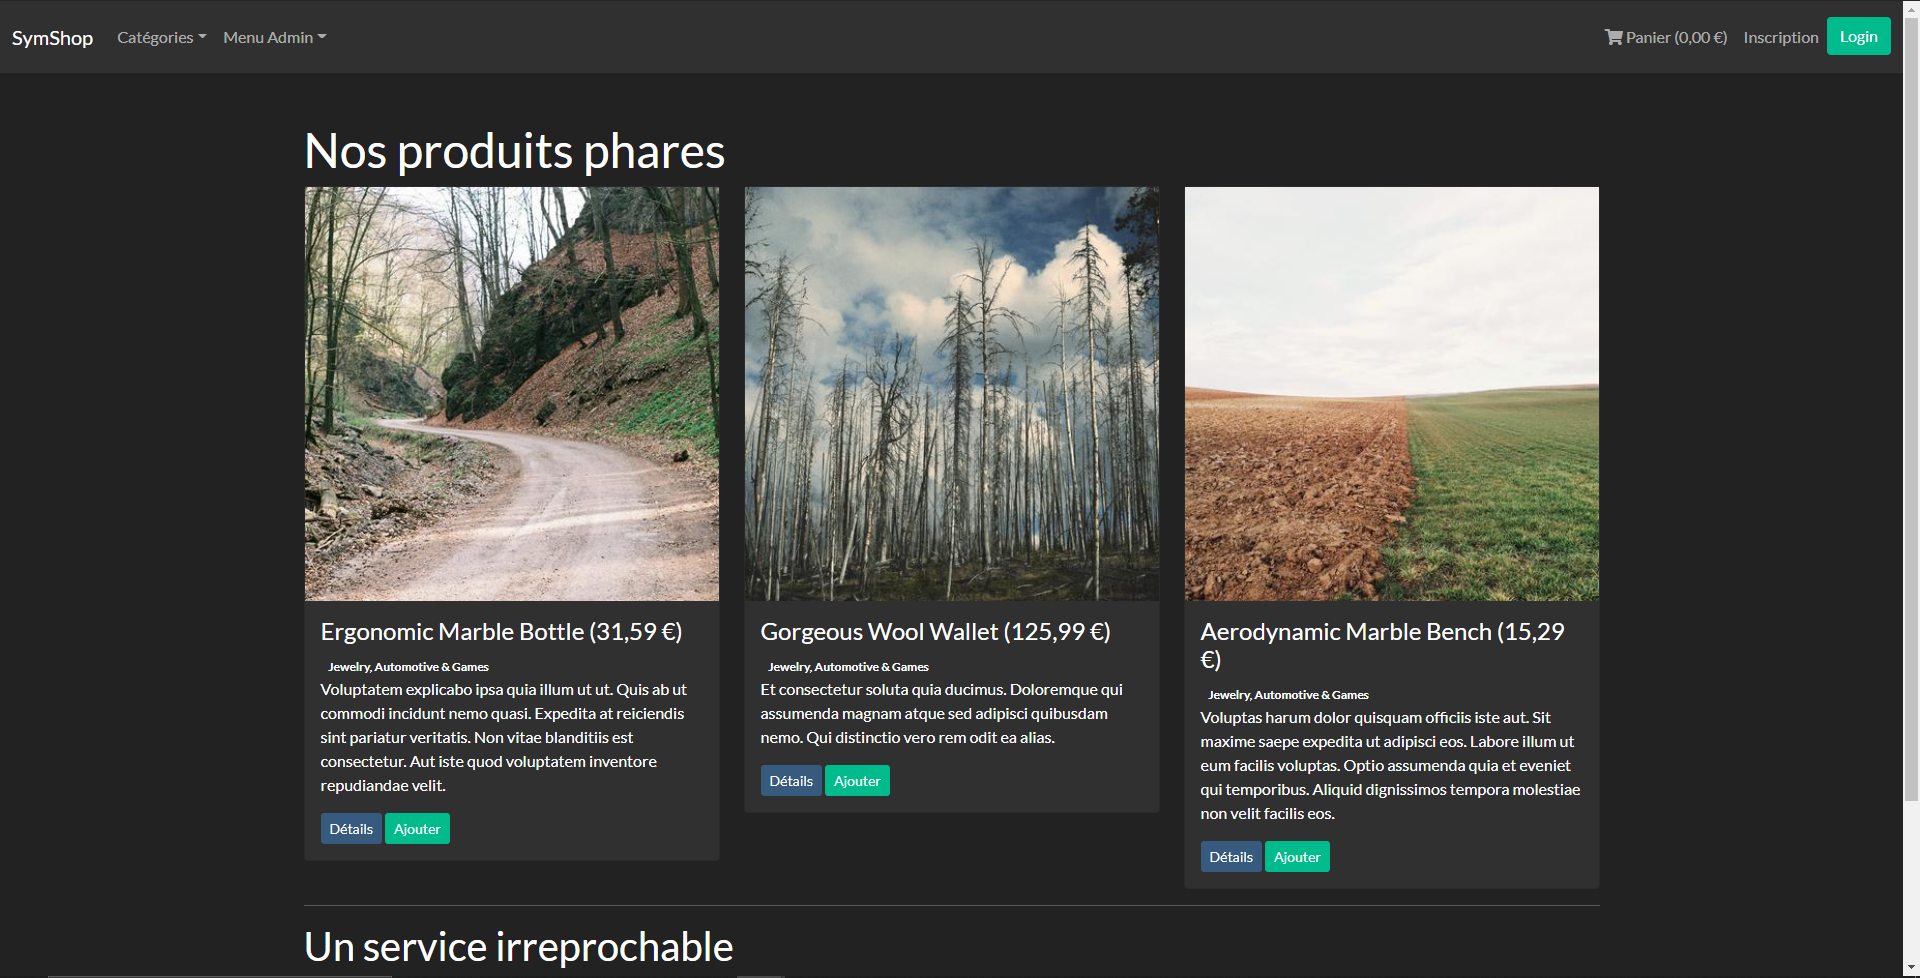 SymShop Catégories Menu Admin Panier (0,00 €) Inscription Login
Nos produits phares
Ergonomic Marble Bottle (31,59 €)
Jewelry, Automotive & Games
Voluptatem explicabo ipsa quia illum ut ut. Quis ab ut
commodi incidunt nemo quasi. Expedita at reiciendis
sint pariatur veritatis. Non vitae blanditiis est
consectetur. Aut iste quod voluptatem inventore
repudiandae velit.
Détails Ajouter
Gorgeous Wool Wallet (125,99 €)
Jewelry, Automotive & Games
Et consectetur soluta quia ducimus. Doloremque qui
assumenda magnam atque sed adipisci quibusdam
nemo. Qui distinctio vero rem odit ea alias.
Détails Ajouter
Aerodynamic Marble Bench (15,29
€)
Jewelry, Automotive & Games
Voluptas harum dolor quisquam officiis iste aut. Sit
maxime saepe expedita ut adipisci eos. Labore illum ut
eum facilis voluptas. Optio assumenda quia et eveniet
qui temporibus. Aliquid dignissimos tempora molestiae
non velit facilis eos.
Détails Ajouter
Un service irreprochable